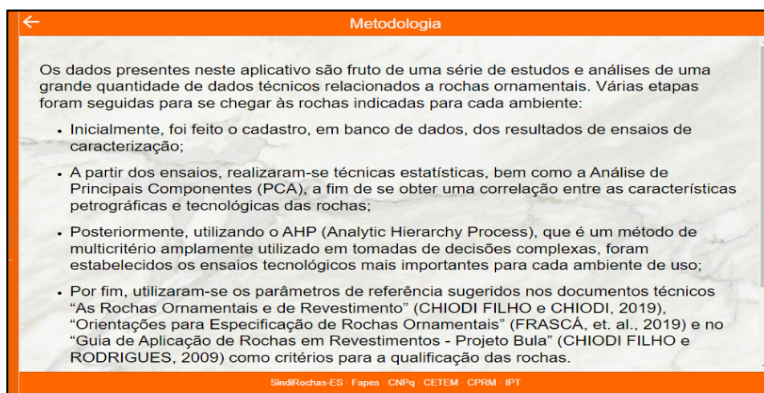 Metodologia
Os dados presentes neste aplicativo são fruto de uma série de estudos e análises de uma
grande quantidade de dados técnicos relacionados a rochas ornamentais. Várias etapas
foram seguidas para se chegar às rochas indicadas para cada ambiente:
• Inicialmente, foi feito o cadastro, em banco de dados, dos resultados de ensaios de
caracterização;
• A partir dos ensaios, realizaram-se técnicas estatísticas, bem como a Análise de
Principais Componentes (PCA), a fim de se obter uma correlação entre as características
petrográficas e tecnológicas das rochas;
• Posteriormente, utilizando o AHP (Analytic Hierarchy Process), que é um método de
multicritério amplamente utilizado em tomadas de decisões complexas, foram
estabelecidos os ensaios tecnológicos mais importantes para cada ambiente de uso;
• Por fim, utilizaram-se os parâmetros de referência sugeridos nos documentos técnicos
“As Rochas Ornamentais e de Revestimento” (CHIODI FILHO e CHIODI, 2019),
“Orientações para Especificação de Rochas Ornamentais” (FRASCÁ, et. al., 2019) e no
“Guia de Aplicação de Rochas em Revestimentos - Projeto Bula” (CHIODI FILHO e
RODRIGUES, 2009) como critérios para a qualificação das rochas.
SindiRochas-ES - Fapes - CNPq - CETEM - CPRM - IPT